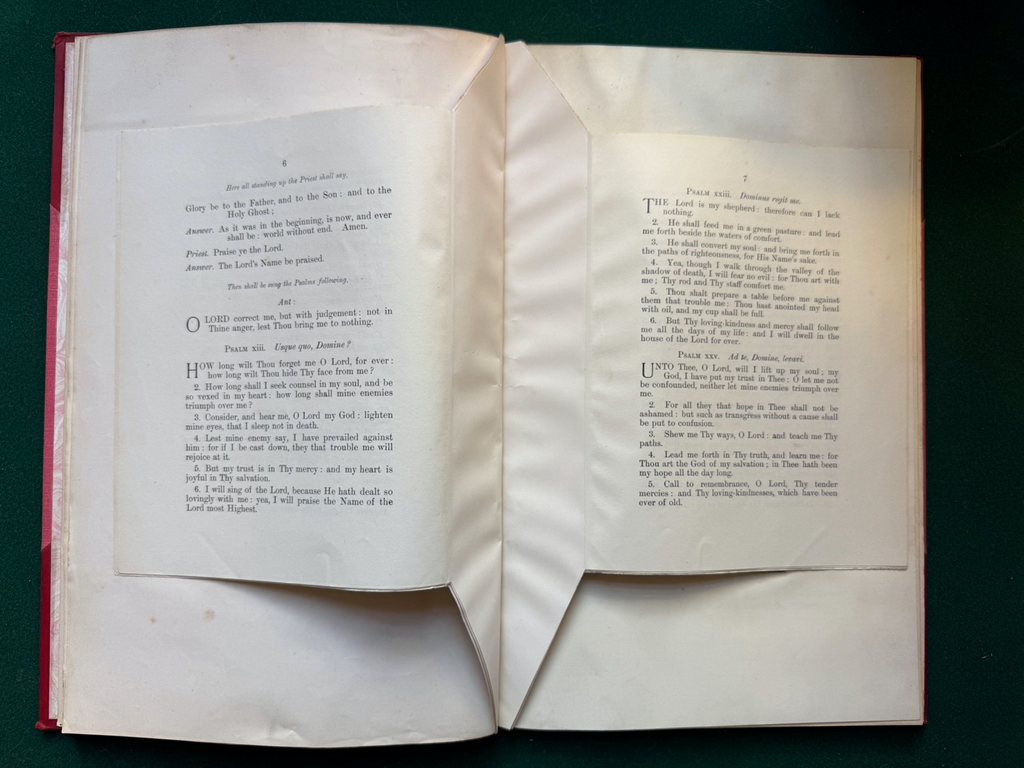 6
Here all standing up the Priest shall say,
Glory be to the Father, and to the Son : and to the
Holy Ghost ;
Answer. As it was in the beginning, is now, and ever
shall be : world without end. Amen.
Priest. Praise ye the Lord.
Answer. The Lord's Name be praised.
Then shall be sung the Psalms following.
Ant :
O LORD correct me, but with judgement : not in
Thine anger, lest Thou bring me to nothing.
PSALM xiii. Usque quo, Domine ?
HOW long wilt Thou forget me O Lord, for ever :
how long wilt Thou hide Thy face from me ?
2. How long shall I seek counsel in my soul, and be
so vexed in my heart : how long shall mine enemies
triumph over me ?
3. Consider, and hear me, O Lord my God : lighten
mine eyes, that I sleep not in death.
4. Lest mine enemy say, I have prevailed against
him : for if I be cast down, they that trouble me will
rejoice at it.
5. But my trust is in Thy mercy : and my heart is
joyful in Thy salvation.
6. I will sing of the Lord, because He hath dealt so
lovingly with me : yea, I will praise the Name of the
Lord most Highest.
7
PSALM xxiii. Dominus regit me.
THE Lord is my shepherd : therefore can I lack
nothing.
2. He shall feed me in a green pasture : and lead
me forth beside the waters of comfort.
3. He shall convert my soul : and bring me forth in
the paths of righteousness, for His Name's sake.
4. Yea, though I walk through the valley of the
shadow of death, I will fear no evil : for Thou art with
me ; Thy rod and Thy staff comfort me.
5. Thou shalt prepare a table before me against
them that trouble me : Thou hast anointed my head
with oil, and my cup shall be full.
6. But Thy loving-kindness and mercy shall follow
me all the days of my life : and I will dwell in the
house of the Lord for ever.
PSALM xxv. Ad te, Domine, levavi.
UNTO Thee, O Lord, will I lift up my soul ; my
God, I have put my trust in Thee : O let me not
be confounded, neither let mine enemies triumph over
me.
2. For all they that hope in Thee shall not be
ashamed : but such as transgress without a cause shall
be put to confusion.
3. Shew me Thy ways, O Lord : and teach me Thy
paths.
4. Lead me forth in Thy truth, and learn me : for
Thou art the God of my salvation ; in Thee hath been
my hope all the day long.
5. Call to remembrance, O Lord, Thy tender
mercies : and Thy loving-kindnesses, which have been
ever of old.